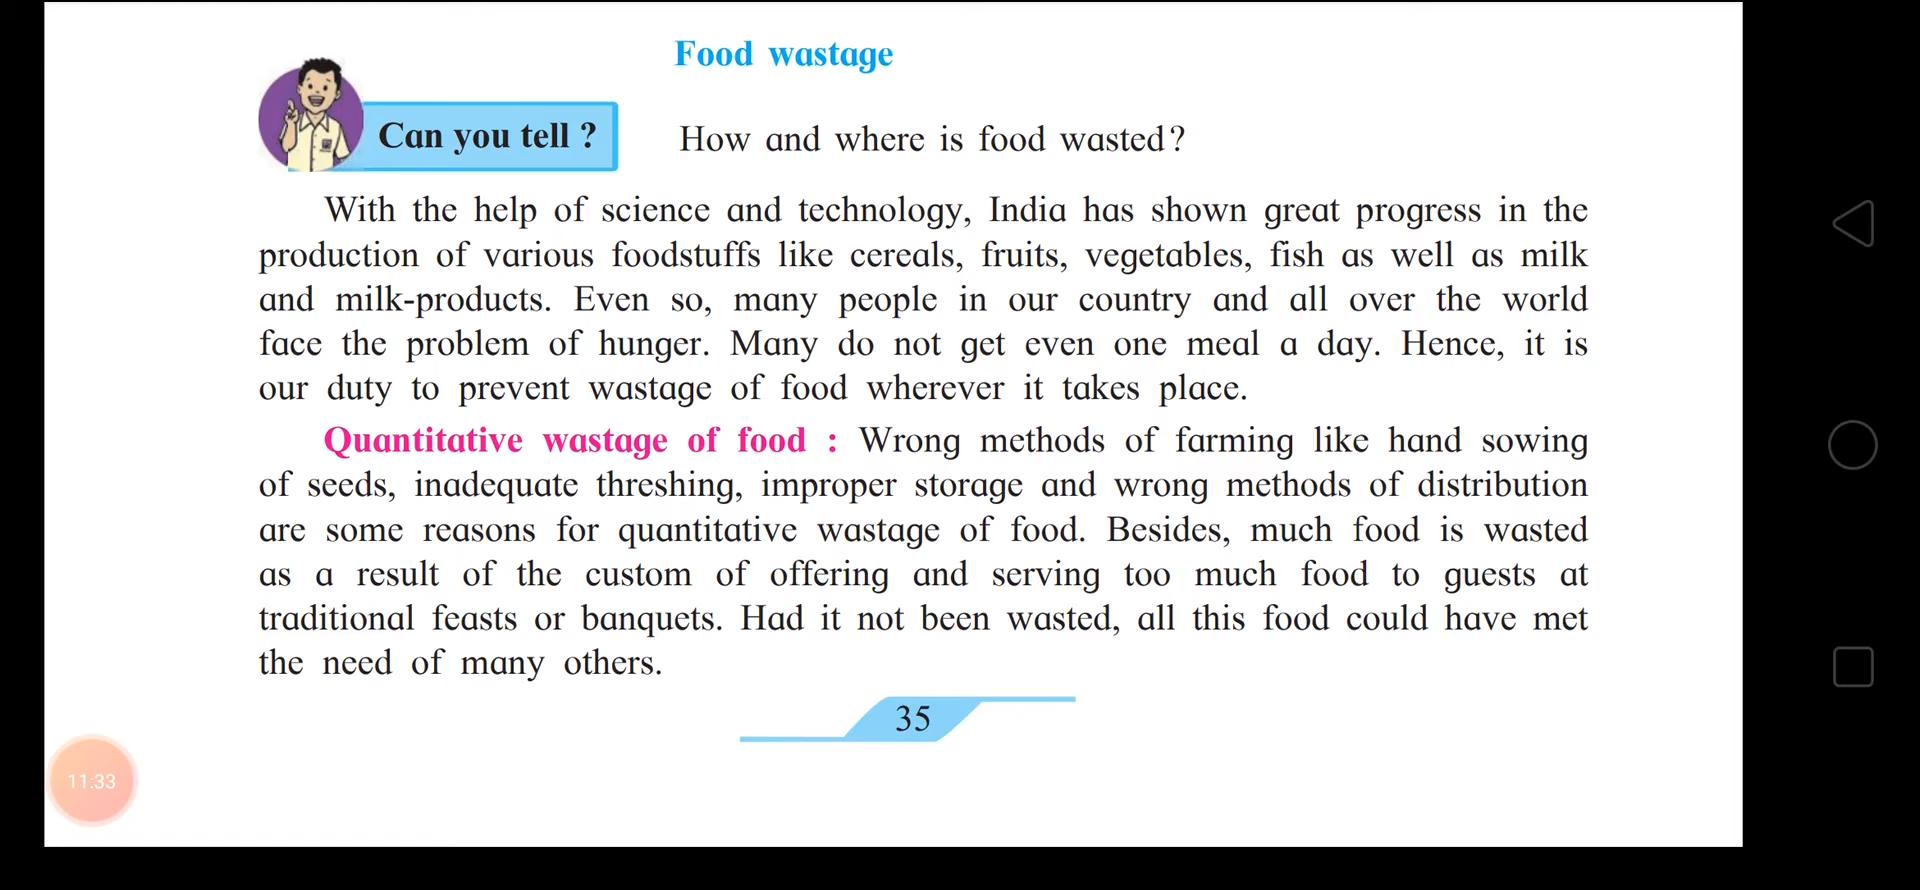 Food wastage
Can you tell ?
How and where is food wasted?
With the help of science and technology, India has shown great progress in the
production of various foodstuffs like cereals, fruits, vegetables, fish as well as milk
and milk-products. Even so, many people in our country and all over the world
face the problem of hunger. Many do not get even one meal a day. Hence, it is
our duty to prevent wastage of food wherever it takes place.
Quantitative wastage of food : Wrong methods of farming like hand sowing
of seeds, inadequate threshing, improper storage and wrong methods of distribution
are some reasons for quantitative wastage of food. Besides, much food is wasted
as a result of the custom of offering and serving too much food to guests at
traditional feasts or banquets. Had it not been wasted, all this food could have met
the need of many others.
35
11:33